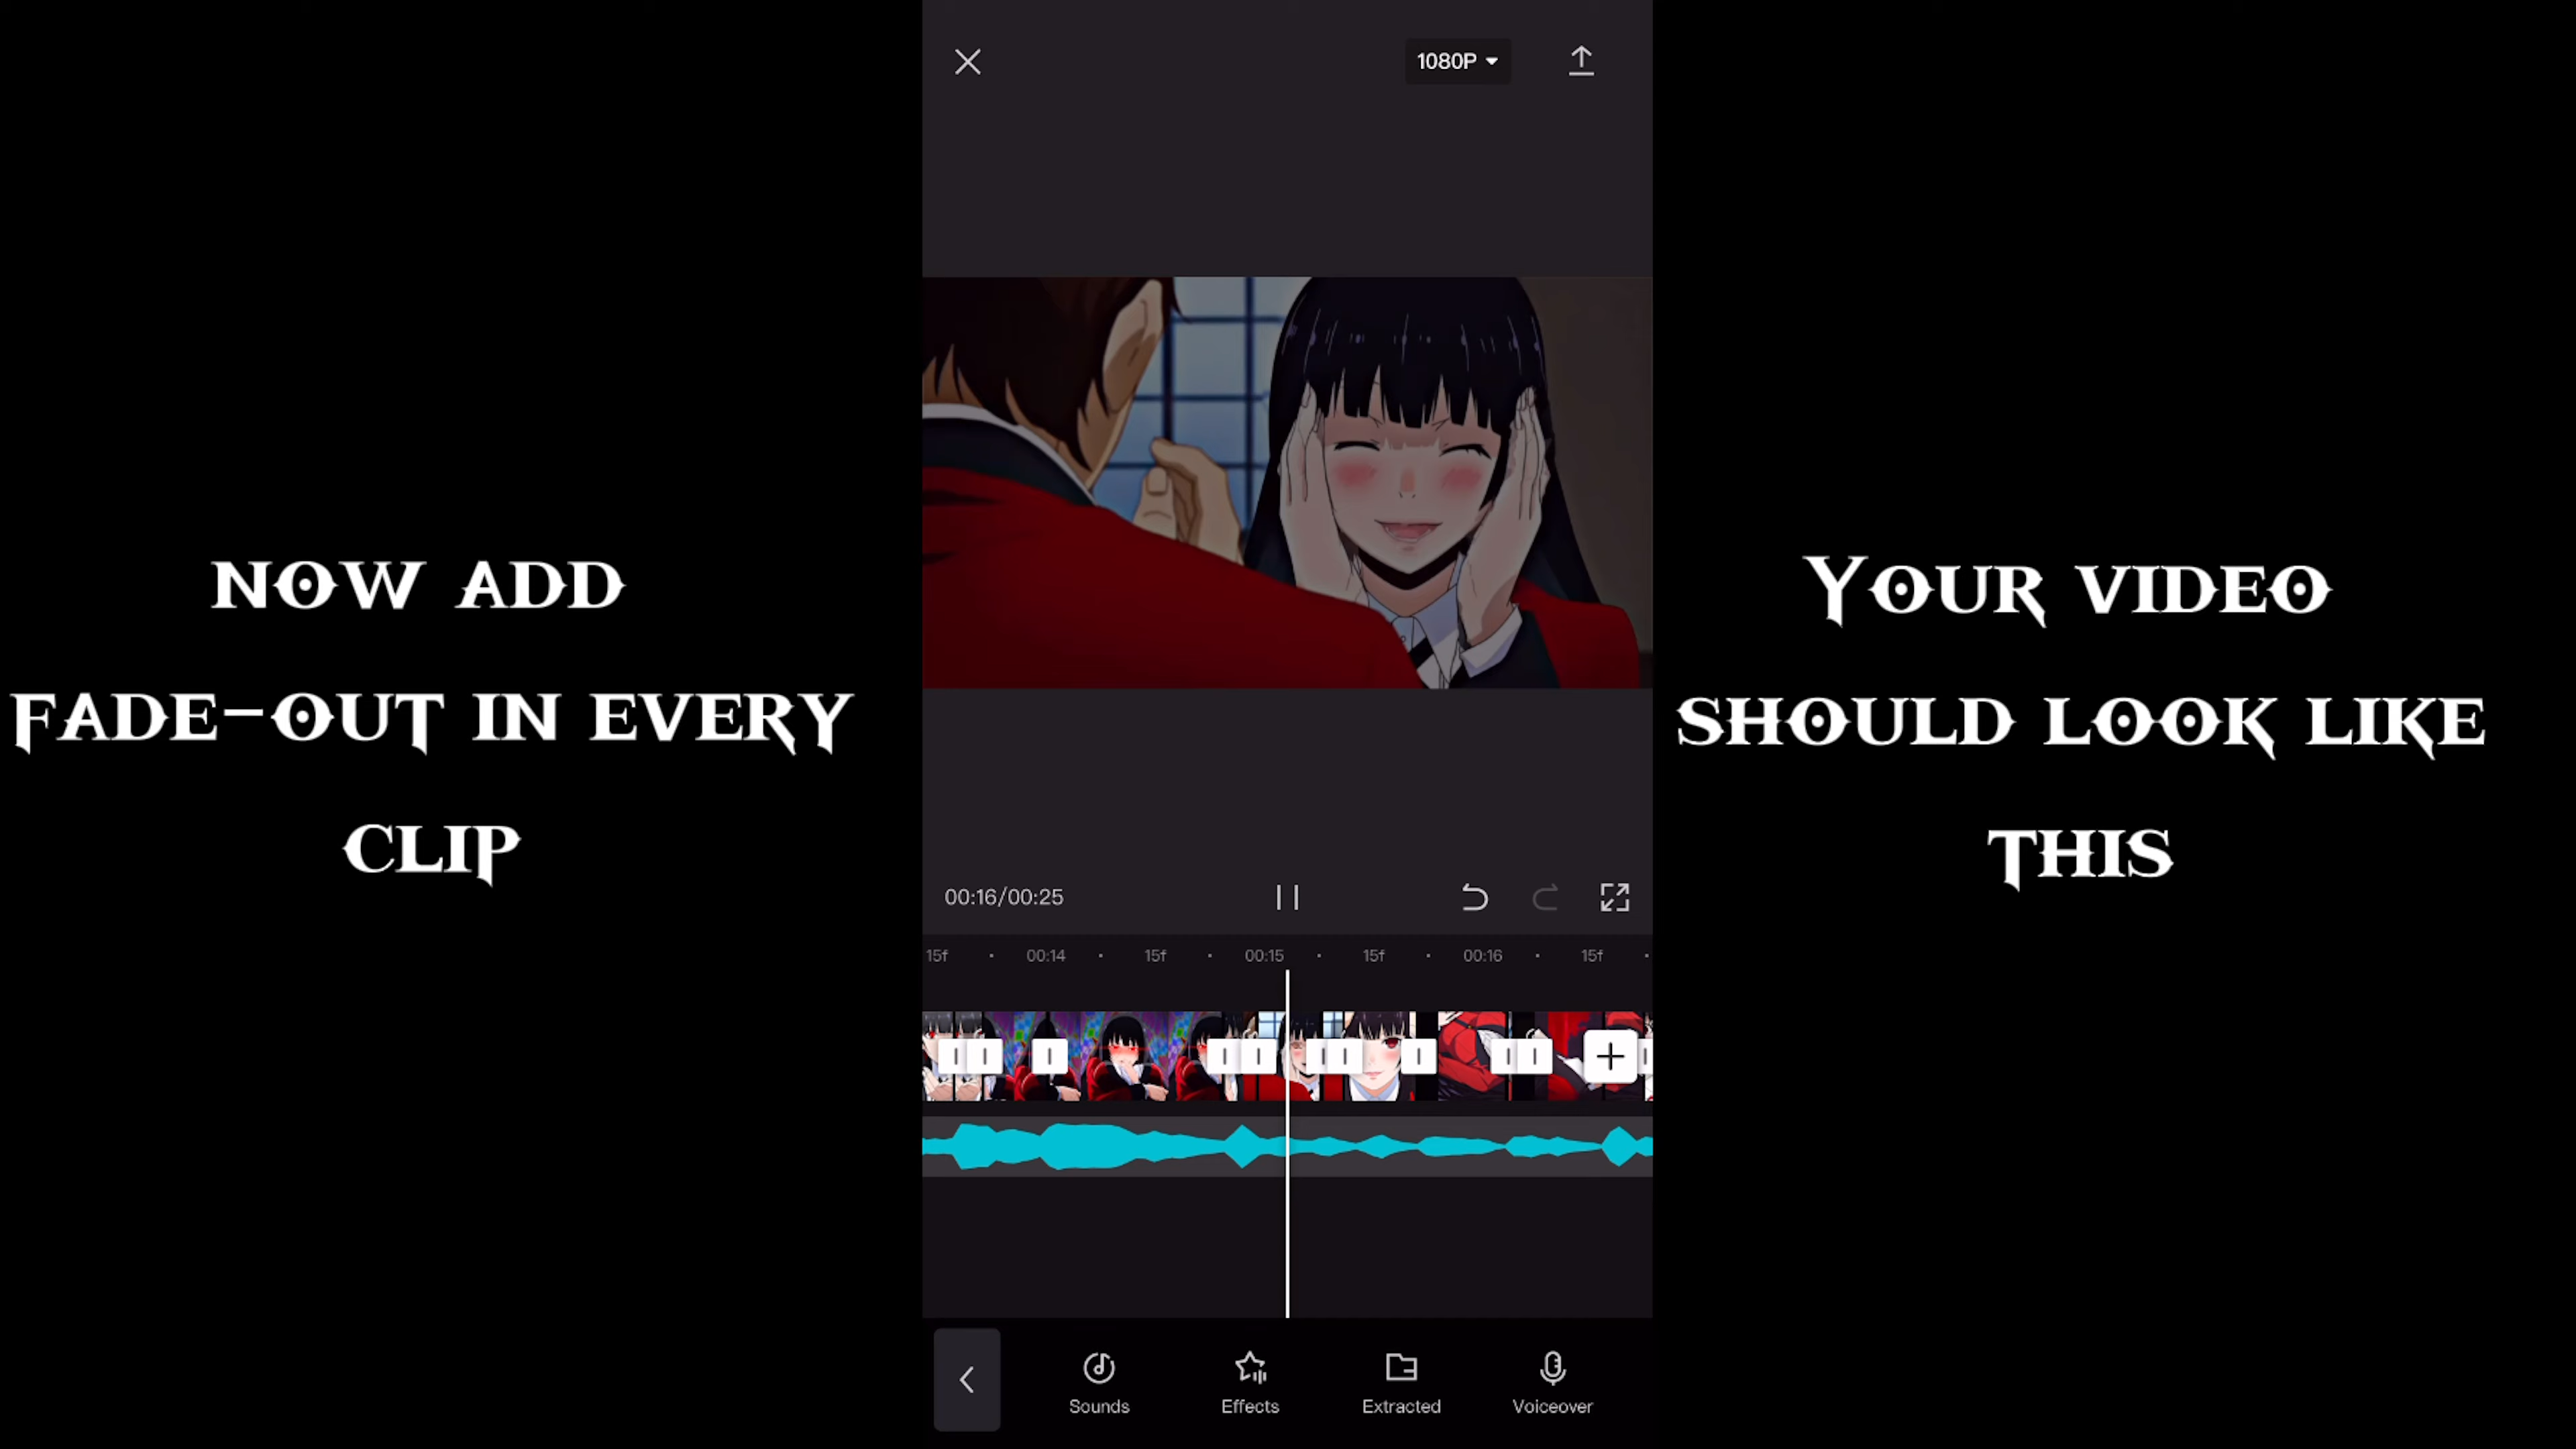 NOW ADD
FADE-OUT IN EVERY
CLIP
1080P
00:16/00:25
15f 00:14 15f 00:15 15f 00:16 15f
Sounds Effects Extracted Voiceover
YOUR VIDEO
SHOULD LOOK LIKE
THIS